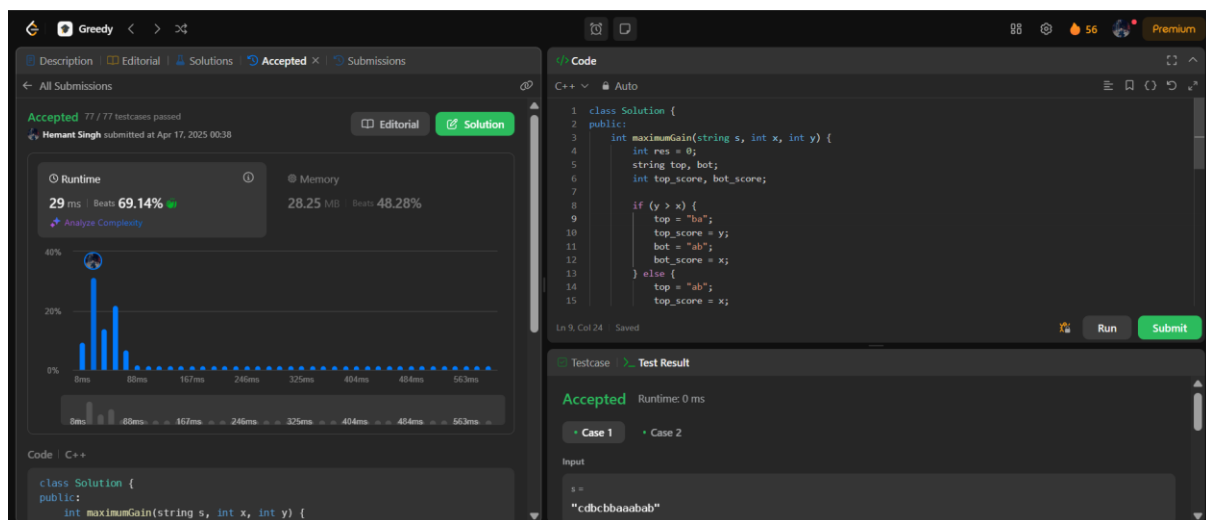 Greedy
56
Premium
Description
Editorial
Solutions
Accepted
Submissions
All Submissions
Accepted 77 / 77 testcases passed
Hemant Singh submitted at Apr 17, 2025 00:38
Editorial
Solution
Runtime
29 ms | Beats 69.14%
Analyze Complexity
Memory
28.25 MB | Beats 48.28%
40%
20%
0%
8ms 88ms 167ms 246ms 325ms 404ms 484ms 563ms
8ms 88ms 167ms 246ms 325ms 404ms 484ms 563ms
Code | C++
class Solution {
public:
int maximumGain(string s, int x, int y) {
</> Code
C++ Auto
1 class Solution {
2 public:
3 int maximumGain(string s, int x, int y) {
4 int res = 0;
5 string top, bot;
6 int top_score, bot_score;
7
8 if (y > x) {
9 top = "ba";
10 top_score = y;
11 bot = "ab";
12 bot_score = x;
13 } else {
14 top = "ab";
15 top_score = x;
Ln 9, Col 24 | Saved
Run
Submit
Testcase
>_ Test Result
Accepted Runtime: 0 ms
• Case 1
• Case 2
Input
s =
"cdbcbbaaabab"